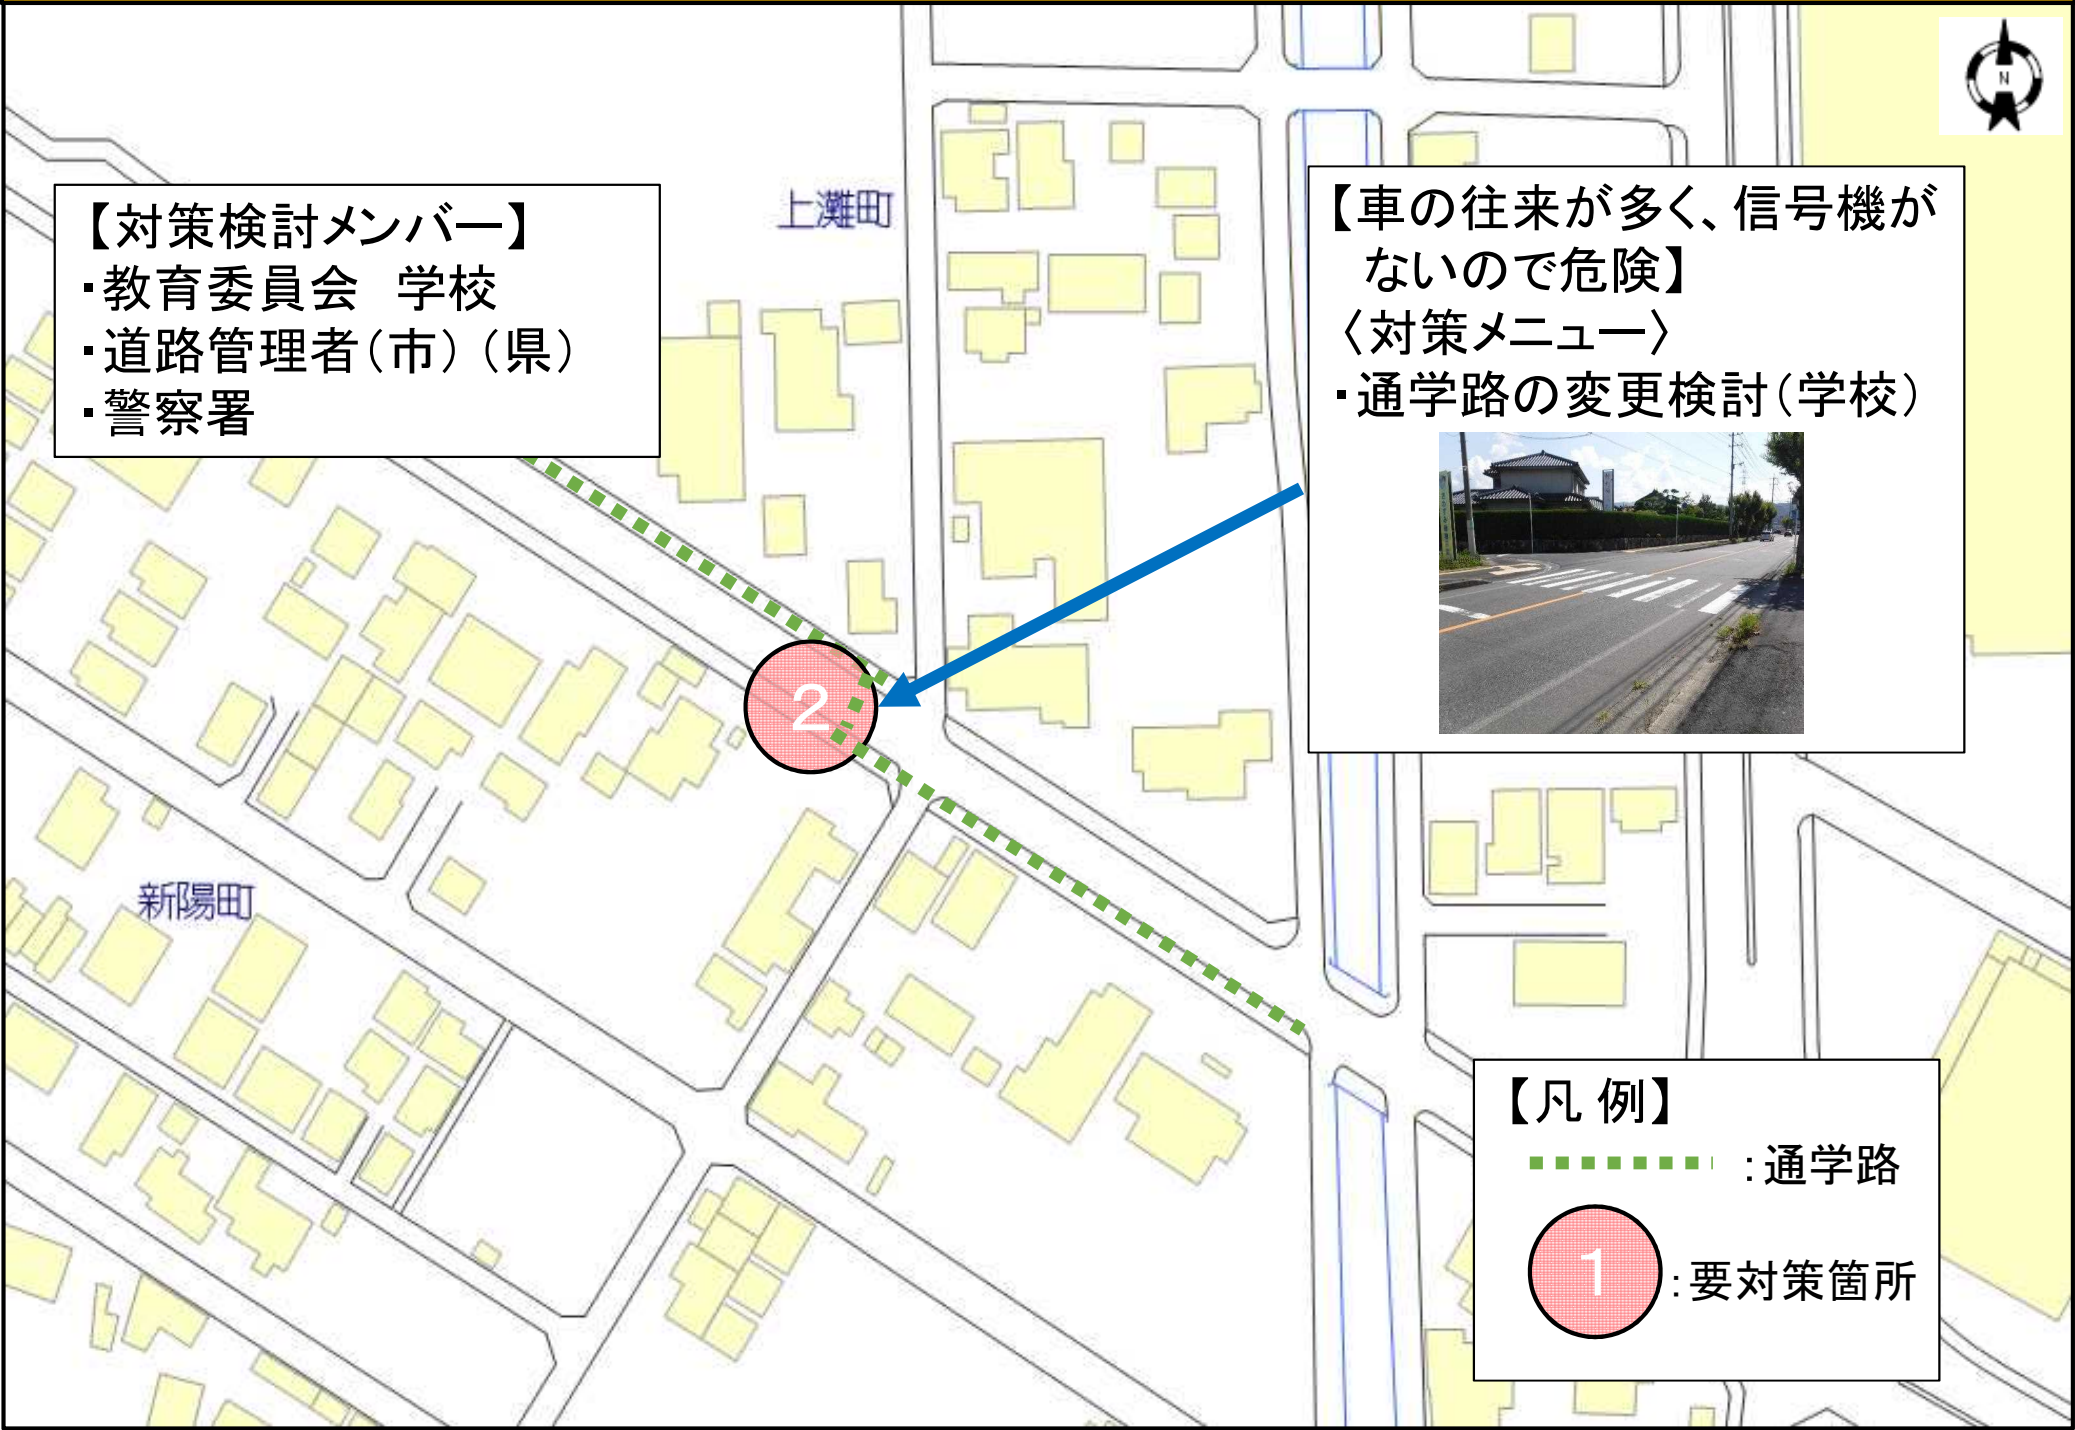 【対策検討メンバー】
・教育委員会　学校
・道路管理者（市）（県）
・警察署
上灘町
N
【車の往来が多く、信号機が
ないので危険】
〈対策メニュー〉
・通学路の変更検討（学校）
2
新陽町
【凡 例】
：通学路
1
：要対策箇所